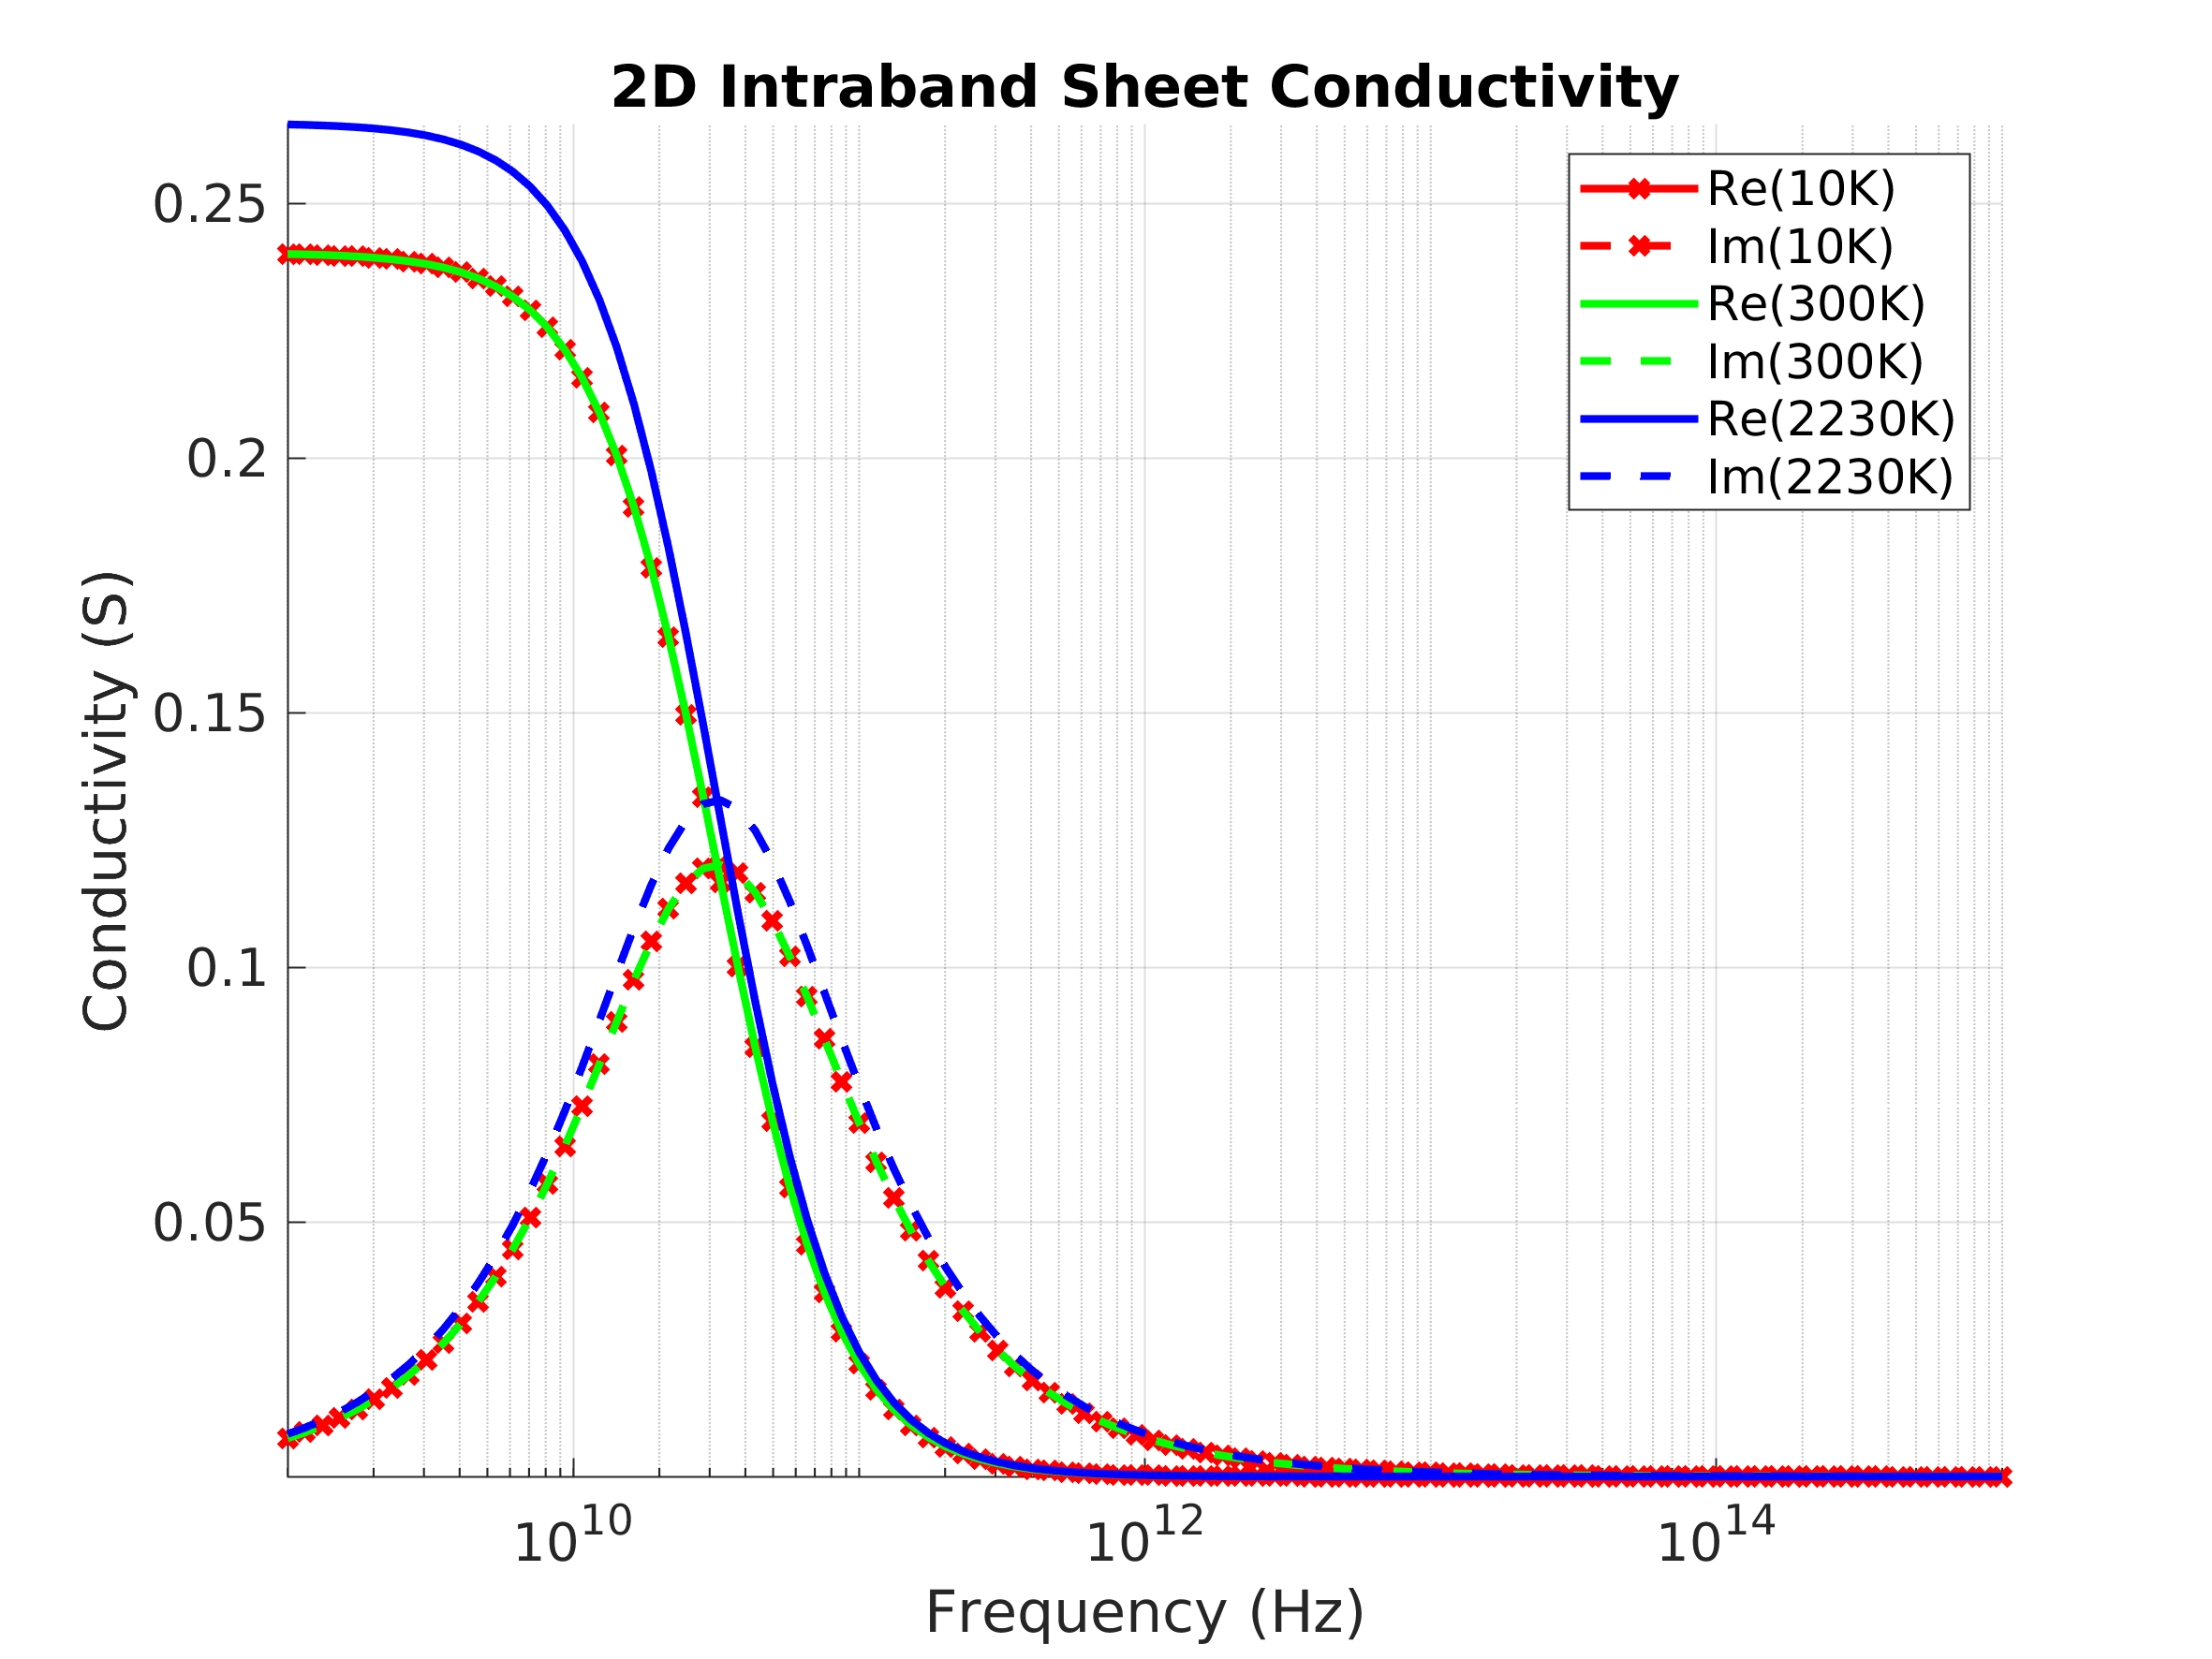 2D Intraband Sheet Conductivity
Re(10K)
Im(10K)
Re(300K)
Im(300K)
Re(2230K)
Im(2230K)
0.25
0.2
0.15
0.1
0.05
Conductivity (S)
10^10 10^12 10^14
Frequency (Hz)